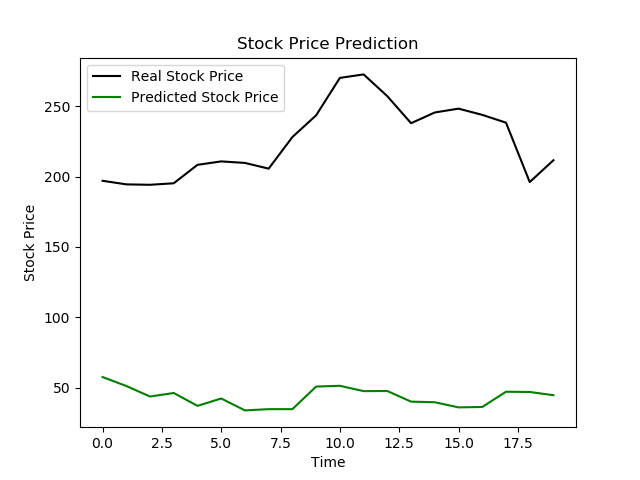 Stock Price Prediction
Real Stock Price
Predicted Stock Price
Stock Price
250
200
150
100
50
0.0 2.5 5.0 7.5 10.0 12.5 15.0 17.5
Time